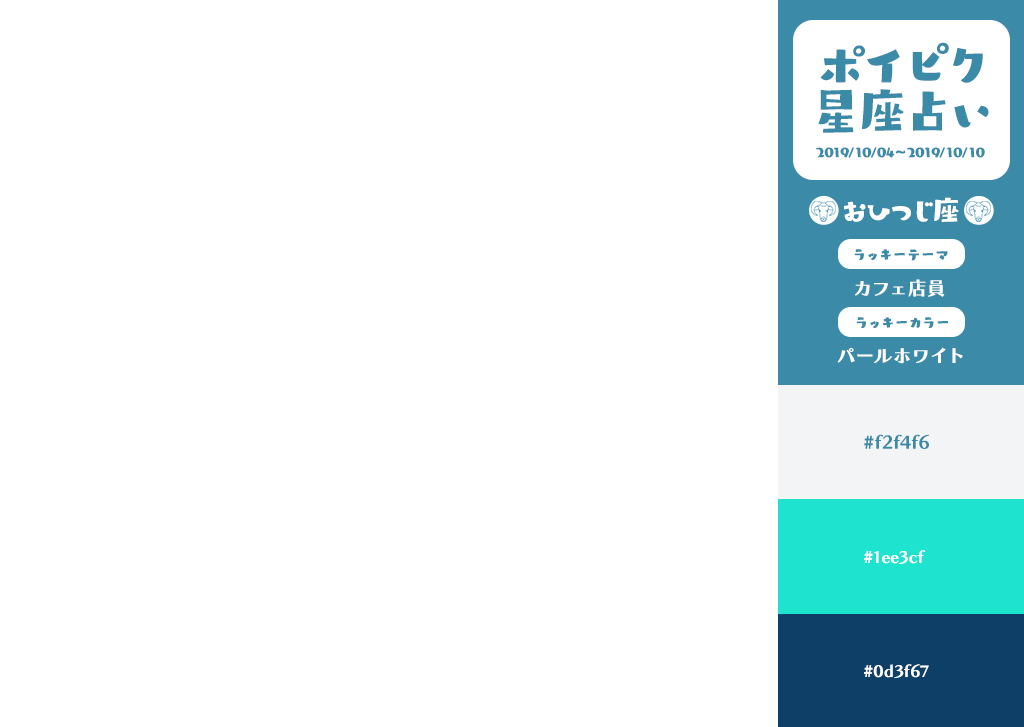 ポイピク
星座占い
2019/10/04~2019/10/10
おひつじ座
ラッキーテーマ
カフェ店員
ラッキーカラー
パールホワイト
#f2f4f6
#1ee3cf
#0d3f67